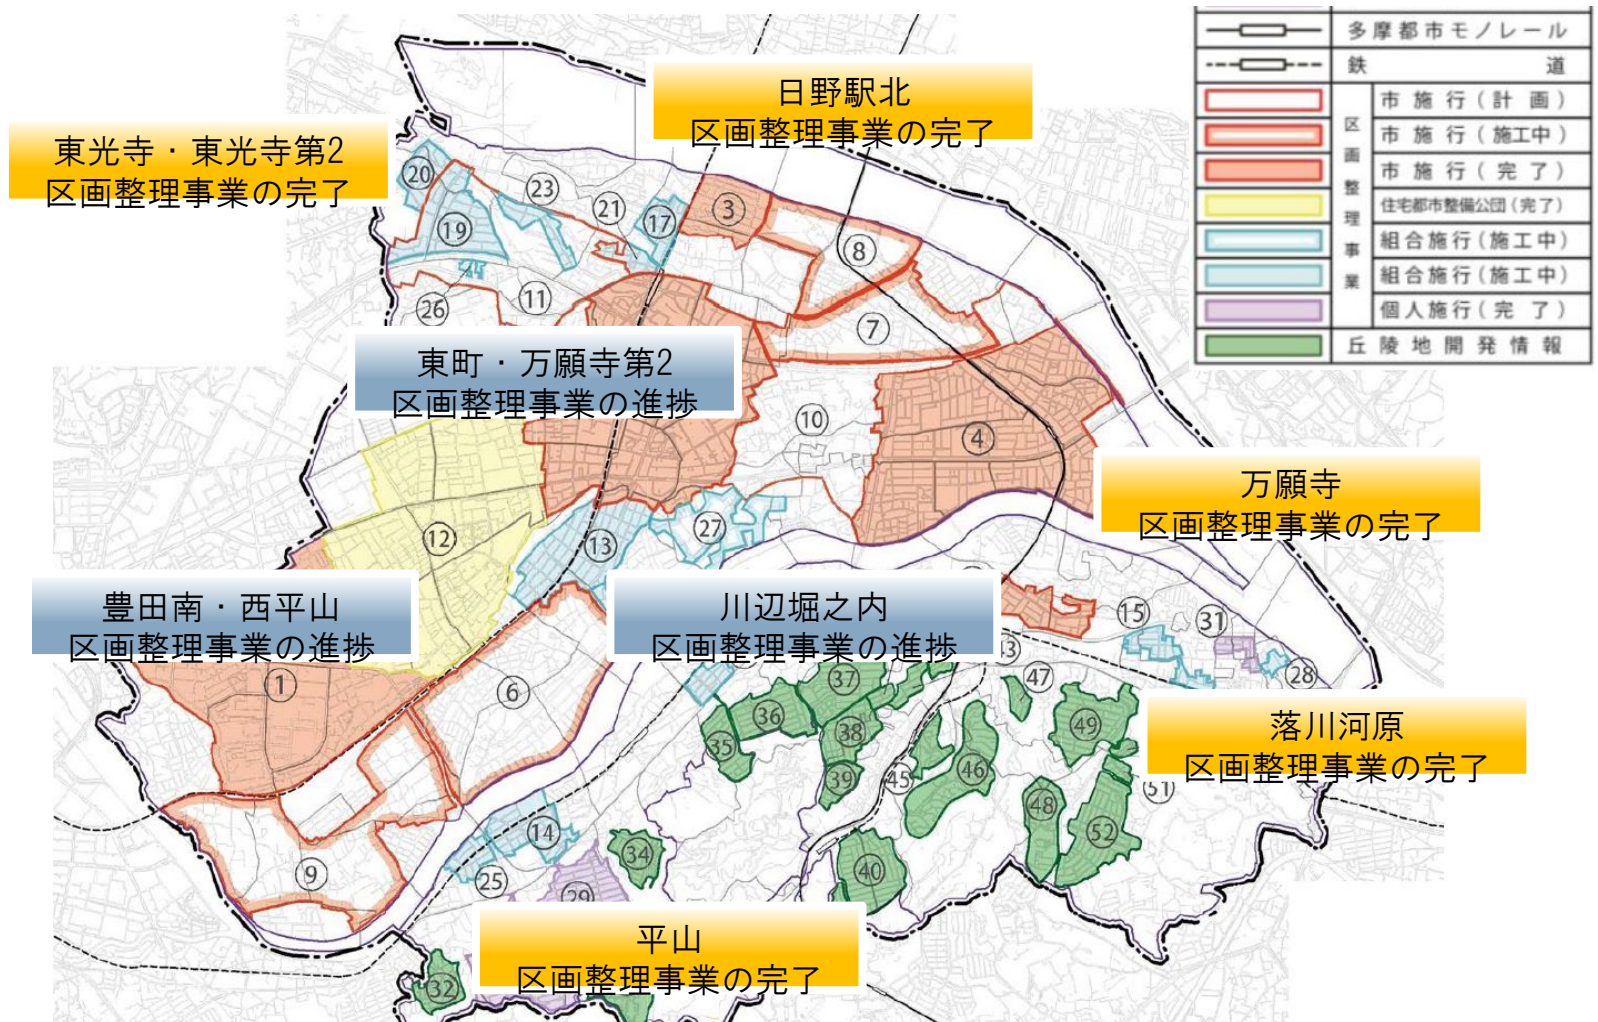 日野駅北
区画整理事業の完了
東光寺・東光寺第2
区画整理事業の完了
東町・万願寺第2
区画整理事業の進捗
万願寺
区画整理事業の完了
豊田南・西平山
区画整理事業の進捗
川辺堀之内
区画整理事業の進捗
落川河原
区画整理事業の完了
平山
区画整理事業の完了
多摩都市モノレール
鉄道
区画整理事業
市施行(計画)
市施行(施工中)
市施行(完了)
住宅都市整備公団(完了)
組合施行(施工中)
組合施行(施工中)
個人施行(完了)
丘陵地開発情報
20
23
21
17
3
19
8
26
11
7
10
4
12
13
27
15
31
28
1
6
43
47
37
36
38
35
39
45
46
49
48
51
52
14
34
40
9
25
29
32